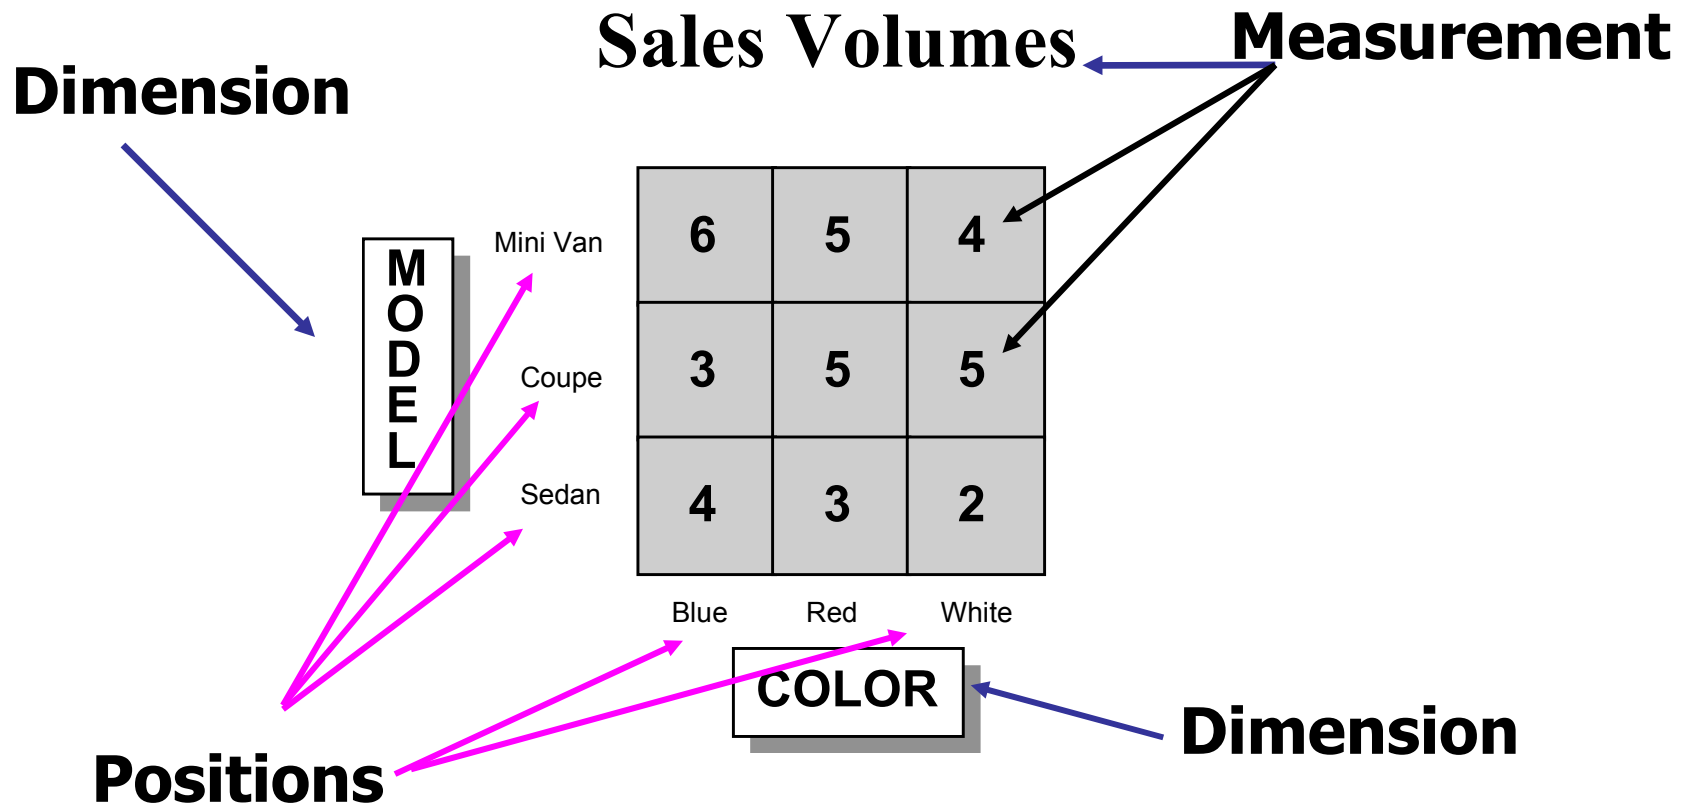 Sales Volumes
Measurement
Dimension
MODEL
Mini Van
6 5 4
Coupe
3 5 5
Sedan
4 3 2
Blue Red White
COLOR
Dimension
Positions